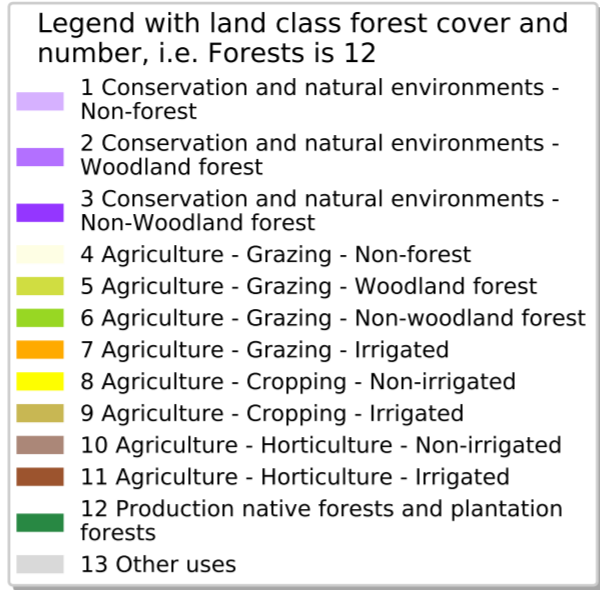 Legend with land class forest cover and
number, i.e. Forests is 12
1 Conservation and natural environments -
Non-forest
2 Conservation and natural environments -
Woodland forest
3 Conservation and natural environments -
Non-Woodland forest
4 Agriculture - Grazing - Non-forest
5 Agriculture - Grazing - Woodland forest
6 Agriculture - Grazing - Non-woodland forest
7 Agriculture - Grazing - Irrigated
8 Agriculture - Cropping - Non-irrigated
9 Agriculture - Cropping - Irrigated
10 Agriculture - Horticulture - Non-irrigated
11 Agriculture - Horticulture - Irrigated
12 Production native forests and plantation
forests
13 Other uses